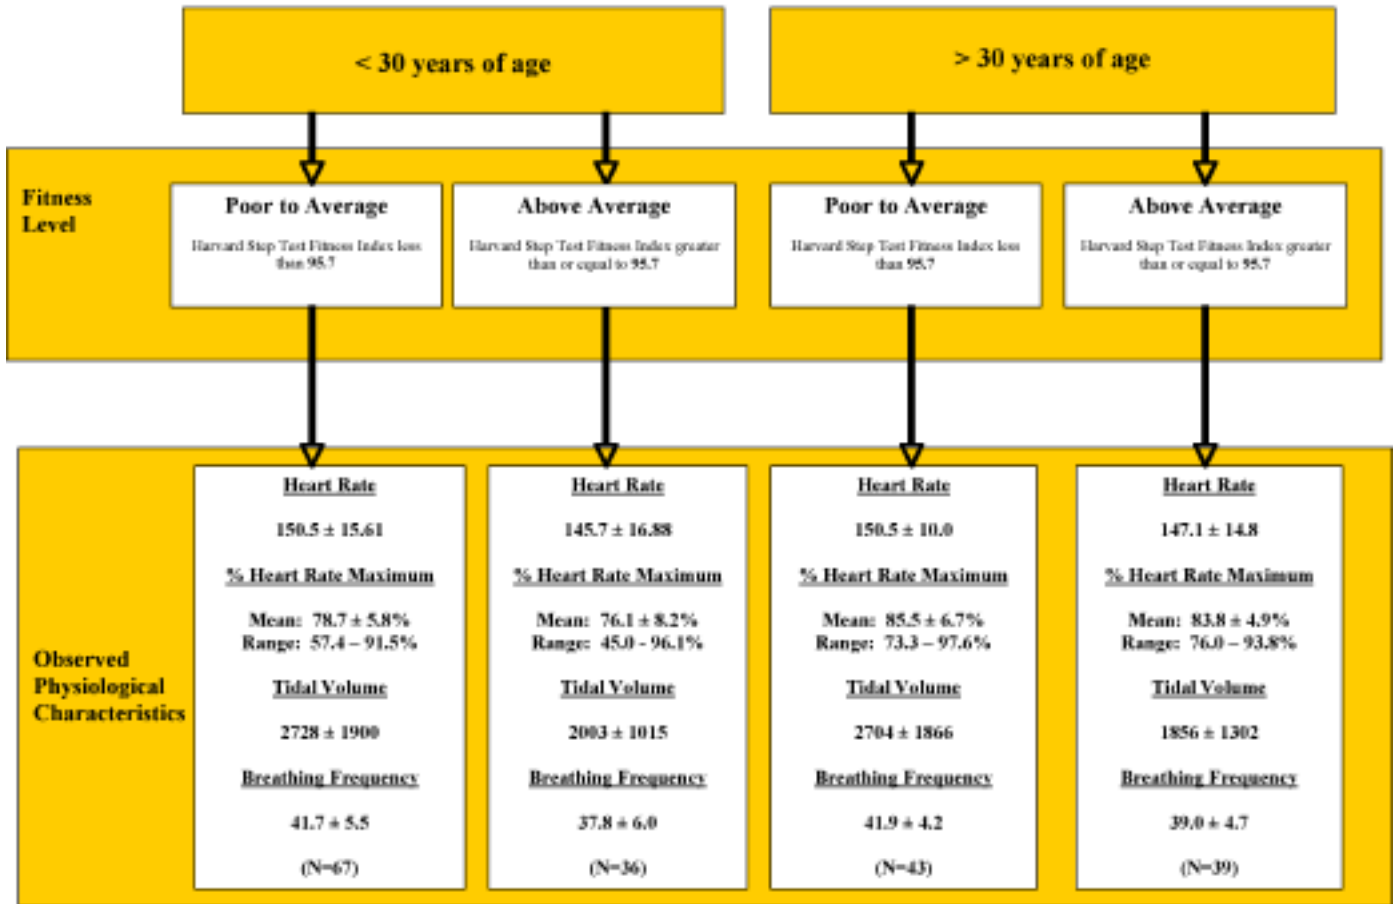 < 30 years of age
> 30 years of age
Fitness
Level
Poor to Average
Harvard Step Test Fitness Index less
than 95.7
Above Average
Harvard Step Test Fitness Index greater
than or equal to 95.7
Poor to Average
Harvard Step Test Fitness Index less
than 95.7
Above Average
Harvard Step Test Fitness Index greater
than or equal to 95.7
Observed
Physiological
Characteristics
Heart Rate
150.5 ± 15.61
% Heart Rate Maximum
Mean: 78.7 ± 5.8%
Range: 57.4 – 91.5%
Tidal Volume
2728 ± 1900
Breathing Frequency
41.7 ± 5.5
(N=67)
Heart Rate
145.7 ± 16.88
% Heart Rate Maximum
Mean: 76.1 ± 8.2%
Range: 45.0 - 96.1%
Tidal Volume
2003 ± 1015
Breathing Frequency
37.8 ± 6.0
(N=36)
Heart Rate
150.5 ± 10.0
% Heart Rate Maximum
Mean: 85.5 ± 6.7%
Range: 73.3 – 97.6%
Tidal Volume
2704 ± 1866
Breathing Frequency
41.9 ± 4.2
(N=43)
Heart Rate
147.1 ± 14.8
% Heart Rate Maximum
Mean: 83.8 ± 4.9%
Range: 76.0 – 93.8%
Tidal Volume
1856 ± 1302
Breathing Frequency
39.0 ± 4.7
(N=39)